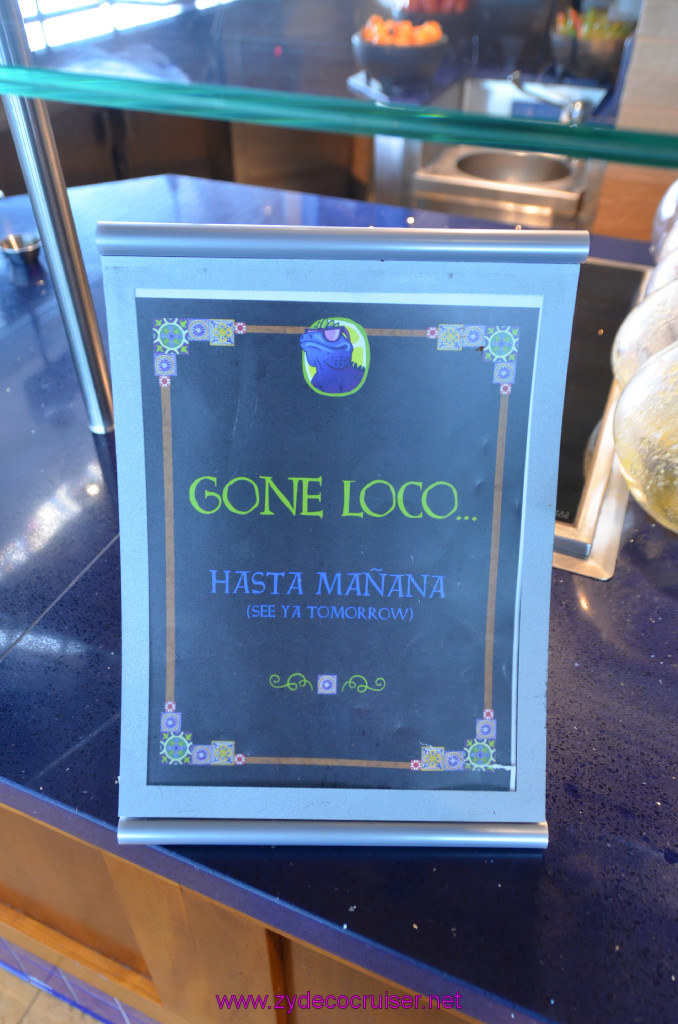 GONE LOCO...
HASTA MAÑANA
(SEE YA TOMORROW)
www.zydecocruiser.net